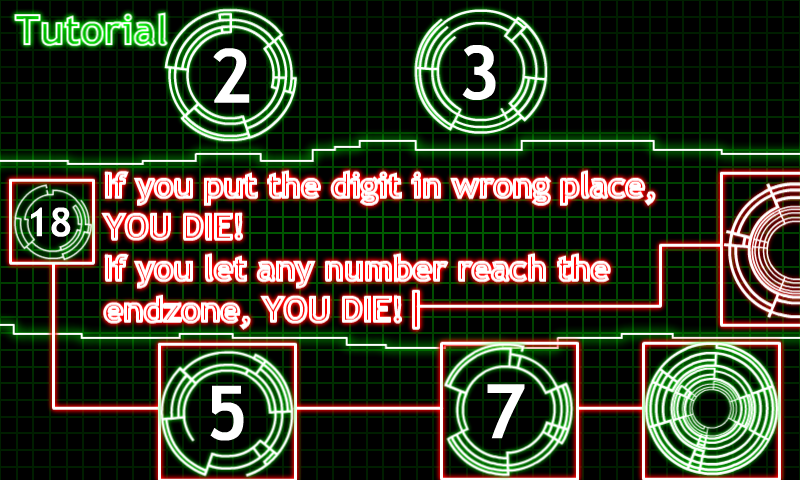 Tutorial
2
3
18
If you put the digit in wrong place,
YOU DIE!
If you let any number reach the
endzone, YOU DIE!
5
7